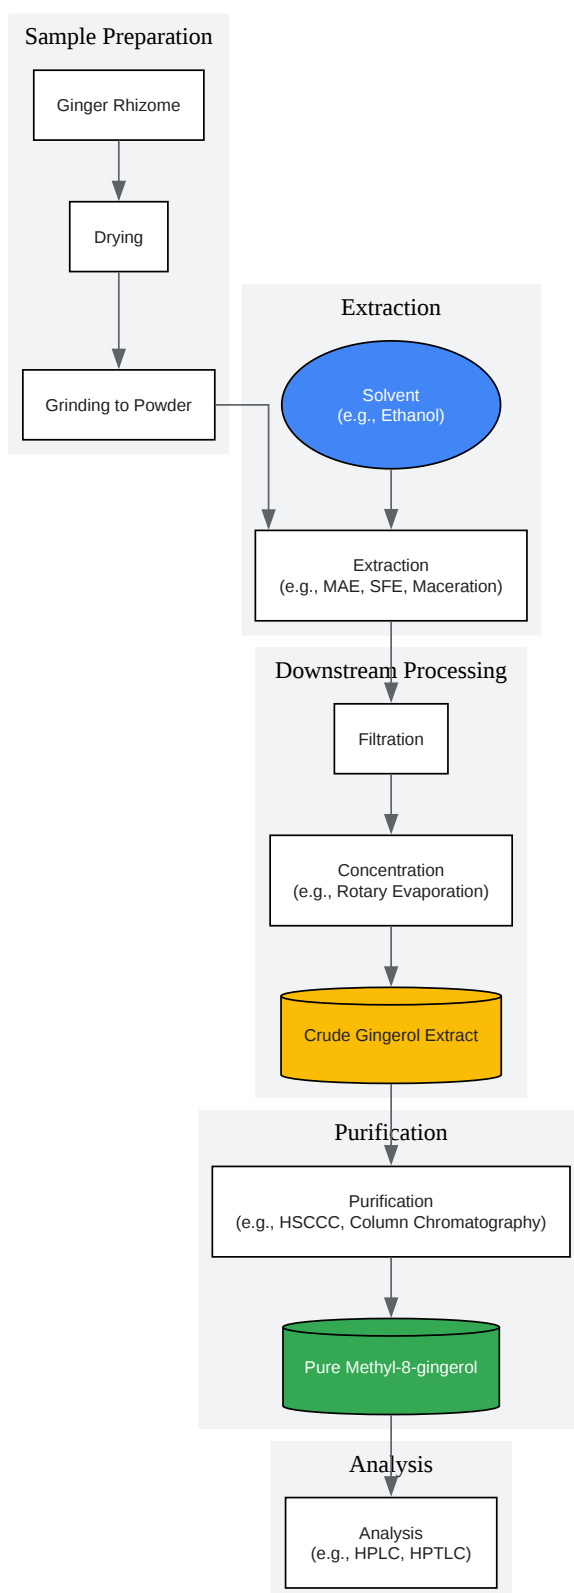 Sample Preparation
Ginger Rhizome
Drying
Grinding to Powder
Extraction
Solvent
(e.g., Ethanol)
Extraction
(e.g., MAE, SFE, Maceration)
Downstream Processing
Filtration
Concentration
(e.g., Rotary Evaporation)
Crude Gingerol Extract
Purification
Purification
(e.g., HSCCC, Column Chromatography)
Pure Methyl-8-gingerol
Analysis
Analysis
(e.g., HPLC, HPTLC)